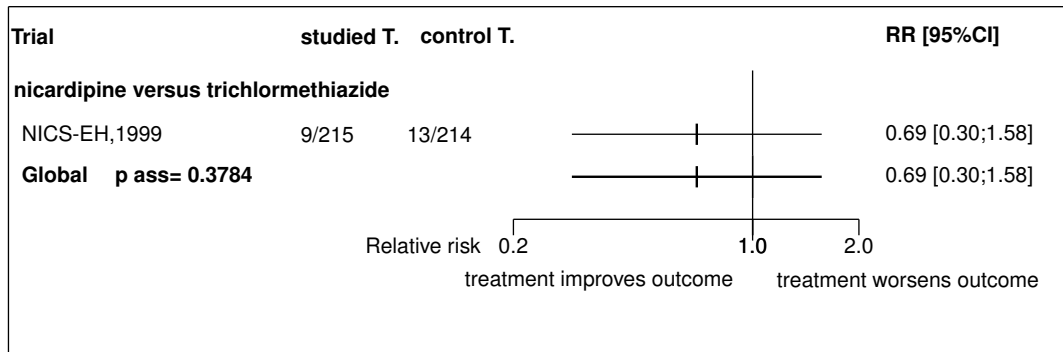 Trial studied T. control T. RR [95%CI]
nicardipine versus trichlormethiazide
NICS-EH,1999 9/215 13/214 0.69 [0.30;1.58]
Global p ass= 0.3784 0.69 [0.30;1.58]
Relative risk 0.2 1.0 2.0
treatment improves outcome treatment worsens outcome